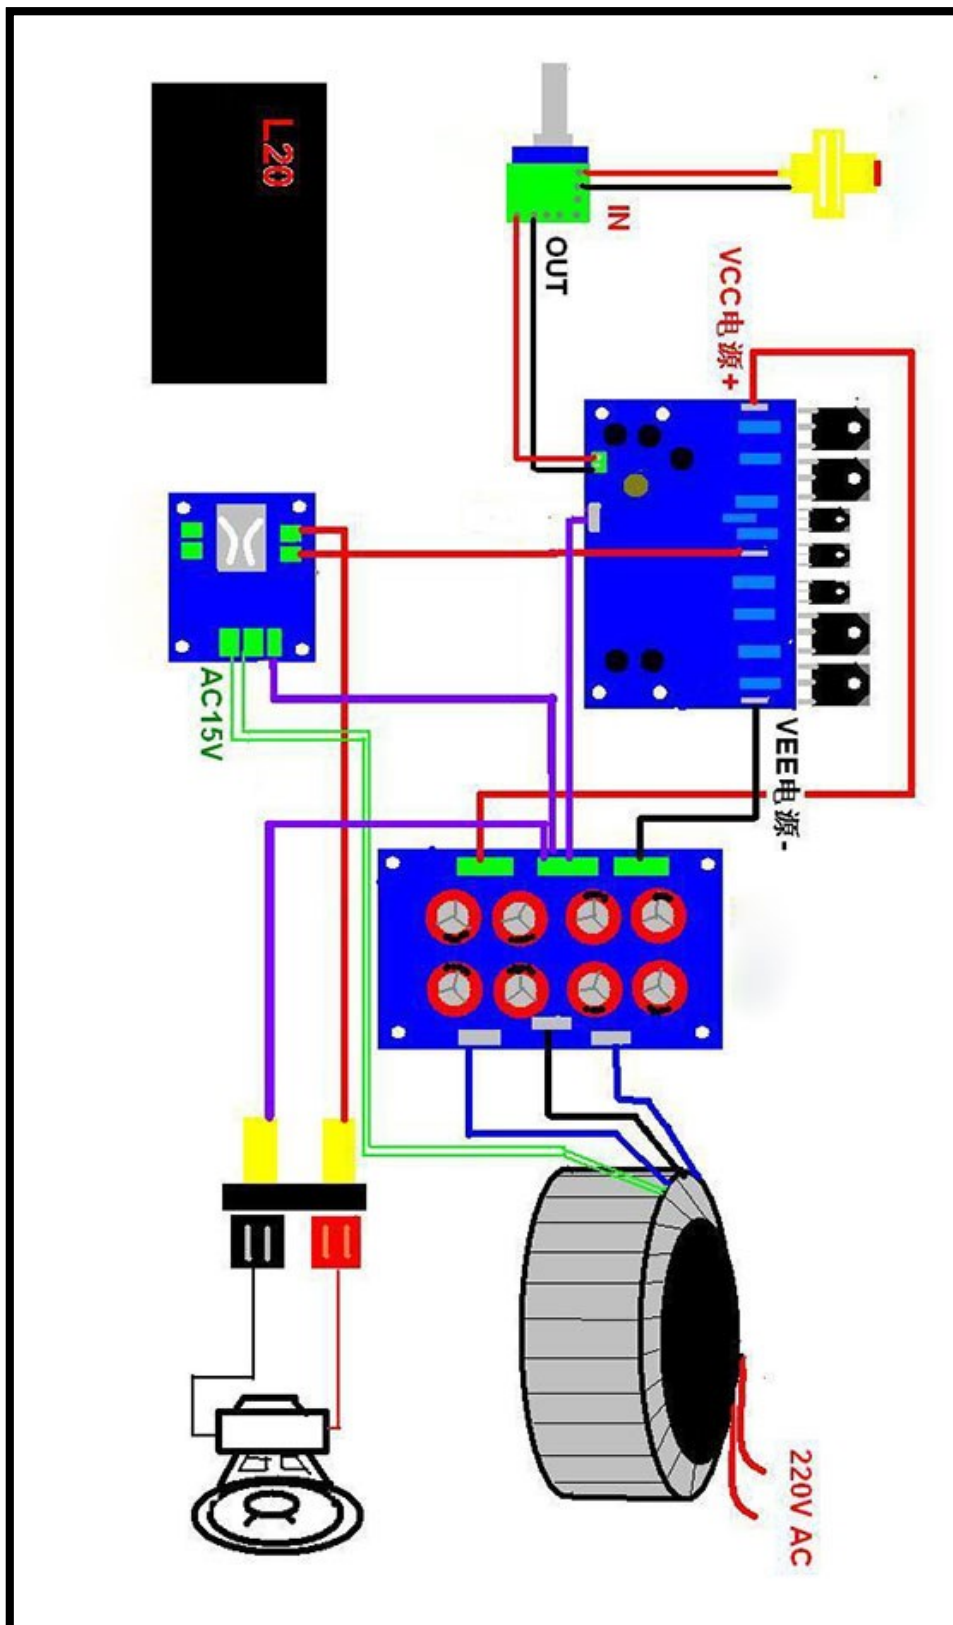 L20
IN
OUT
VCC电源+
AC15V
VEE电源-
220V AC